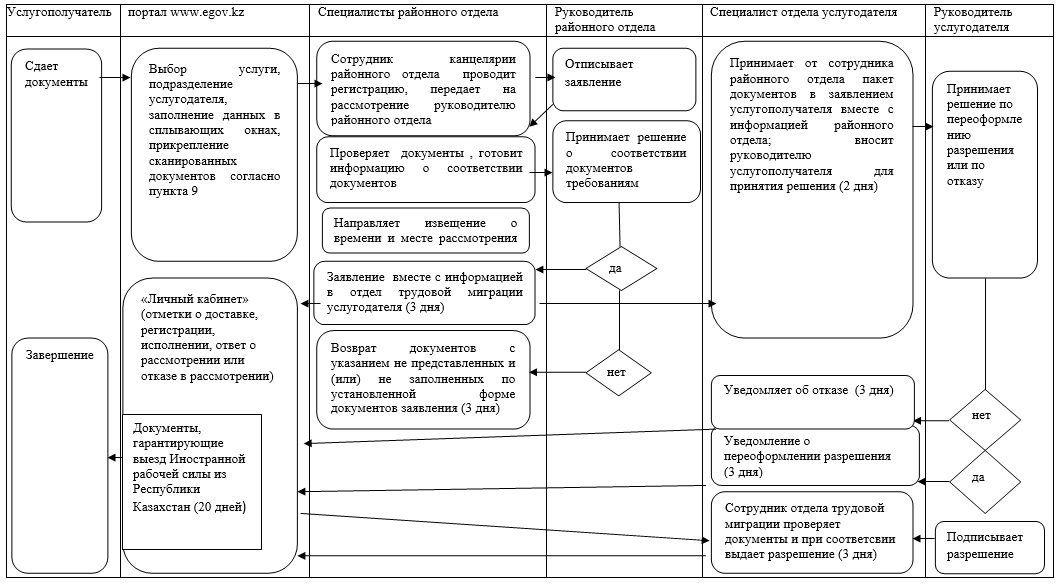 Услугополучатель
портал www.egov.kz
Специалисты районного отдела
Руководитель
районного отдела
Специалист отдела услугодателя
Руководитель
услугодателя
Сдает
документы
Выбор услуги,
подразделение
услугодателя,
заполнение данных в
сплывающих окнах,
прикрепление
сканированных
документов согласно
пункта 9
Сотрудник канцелярии
районного отдела проводит
регистрацию, передает на
рассмотрение руководителю
районного отдела
Отписывает
заявление
Принимает от сотрудника
районного отдела пакет
документов в заявлением
услугополучателя вместе с
информацией районного
отдела; вносит
руководителю
услугополучателя для
принятия решения (2 дня)
Принимает
решение по
переоформле
нию
разрешения
или по
отказу
Проверяет документы , готовит
информацию о соответствии
документов
Принимает решение
о соответствии
документов
требованиям
Направляет извещение о
времени и месте рассмотрения
да
Заявление вместе с информацией
в отдел трудовой миграции
услугодателя (3 дня)
«Личный кабинет»
(отметки о доставке,
регистрации,
исполнении, ответ о
рассмотрении или
отказе в рассмотрении)
Завершение
Возврат документов с
указанием не представленных и
(или) не заполненных по
установленной форме
документов заявления (3 дня)
нет
Уведомляет об отказе (3 дня)
нет
Документы,
гарантирующие
выезд Иностранной
рабочей силы из
Республики
Казахстан (20 дней)
Уведомление о
переоформлении разрешения
(3 дня)
да
Сотрудник отдела трудовой
миграции проверяет
документы и при соответсвии
выдает разрешение (3 дня)
Подписывает
разрешение